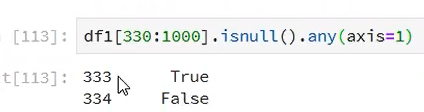 [113]: df1[330:1000].isnull().any(axis=1)
t[113]: 333 True
334 False